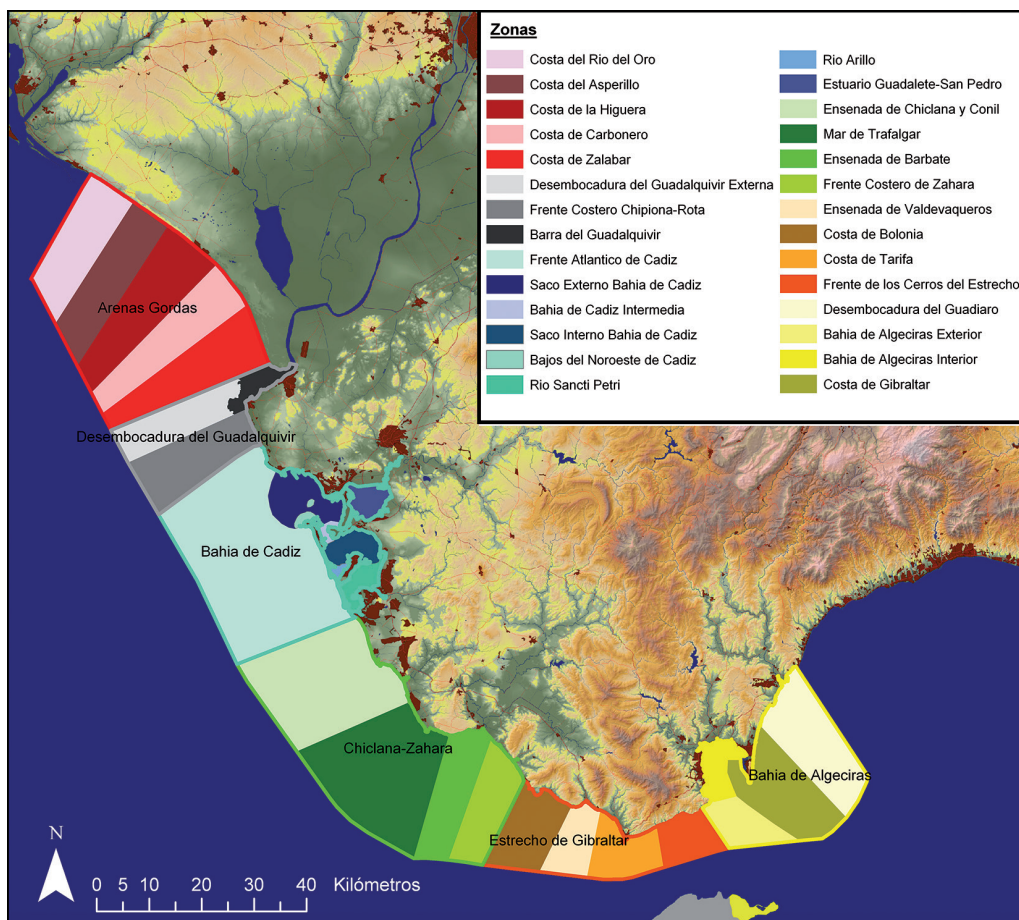 Zonas
Costa del Rio del Oro
Costa del Asperillo
Costa de la Higuera
Costa de Carbonero
Costa de Zalabar
Desembocadura del Guadalquivir Externa
Frente Costero Chipiona-Rota
Barra del Guadalquivir
Frente Atlantico de Cadiz
Saco Externo Bahia de Cadiz
Bahia de Cadiz Intermedia
Saco Interno Bahia de Cadiz
Bajos del Noroeste de Cadiz
Rio Sancti Petri
Rio Arillo
Estuario Guadalete-San Pedro
Ensenada de Chiclana y Conil
Mar de Trafalgar
Ensenada de Barbate
Frente Costero de Zahara
Ensenada de Valdevaqueros
Costa de Bolonia
Costa de Tarifa
Frente de los Cerros del Estrecho
Desembocadura del Guadiaro
Bahia de Algeciras Exterior
Bahia de Algeciras Interior
Costa de Gibraltar
Arenas Gordas
Desembocadura del Guadalquivir
Bahia de Cadiz
Chiclana-Zahara
Bahia de Algeciras
Estrecho de Gibraltar
N
0 5 10 20 30 40 Kilómetros